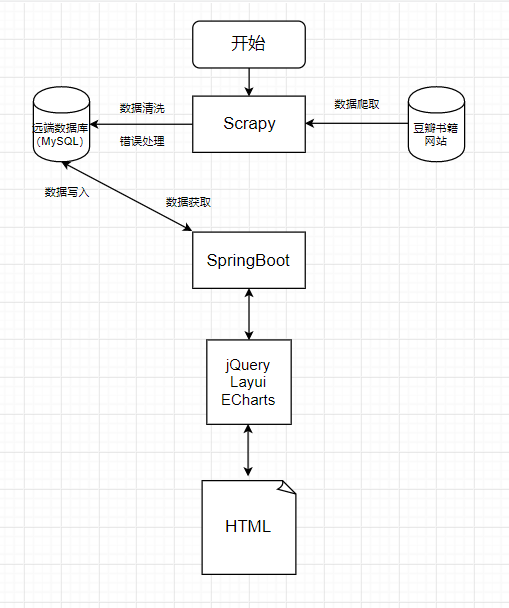 开始
数据清洗
数据爬取
远端数据库
(MySQL)
Scrapy
豆瓣书籍
网站
错误处理
数据写入
数据获取
SpringBoot
jQuery
Layui
ECharts
HTML